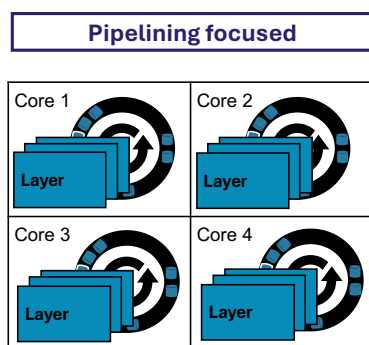 Pipelining focused
Core 1
Layer
Core 2
Layer
Core 3
Layer
Core 4
Layer